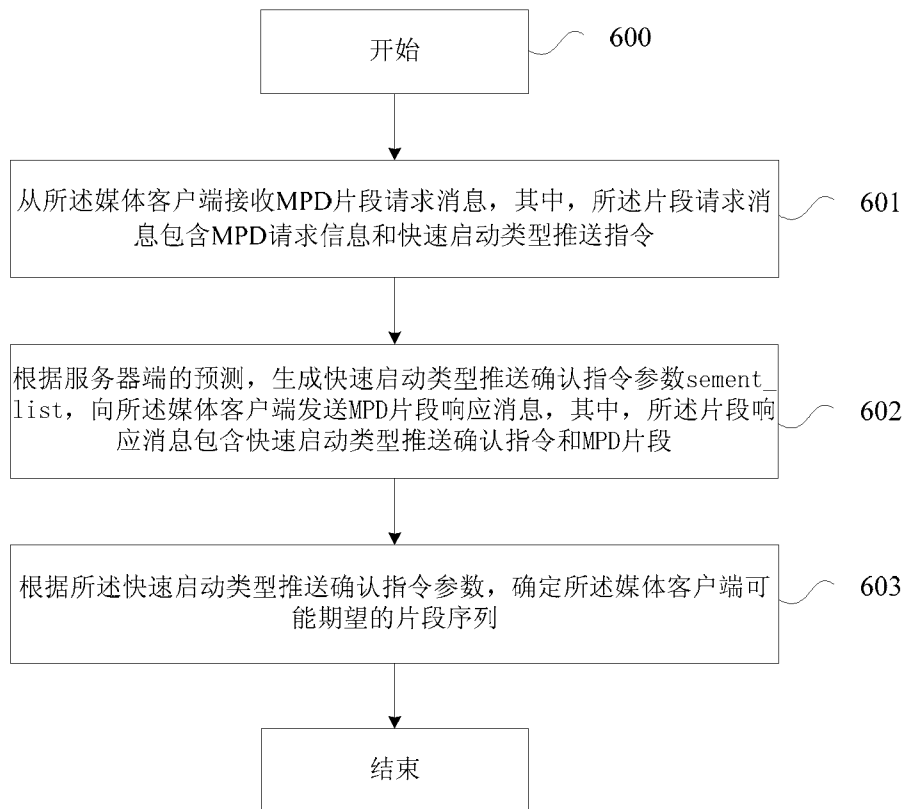 开始
600
从所述媒体客户端接收MPD片段请求消息，其中，所述片段请求消
息包含MPD请求信息和快速启动类型推送指令
601
根据服务器端的预测，生成快速启动类型推送确认指令参数sement_
list，向所述媒体客户端发送MPD片段响应消息，其中，所述片段响
应消息包含快速启动类型推送确认指令和MPD片段
602
根据所述快速启动类型推送确认指令参数，确定所述媒体客户端可
能期望的片段序列
603
结束